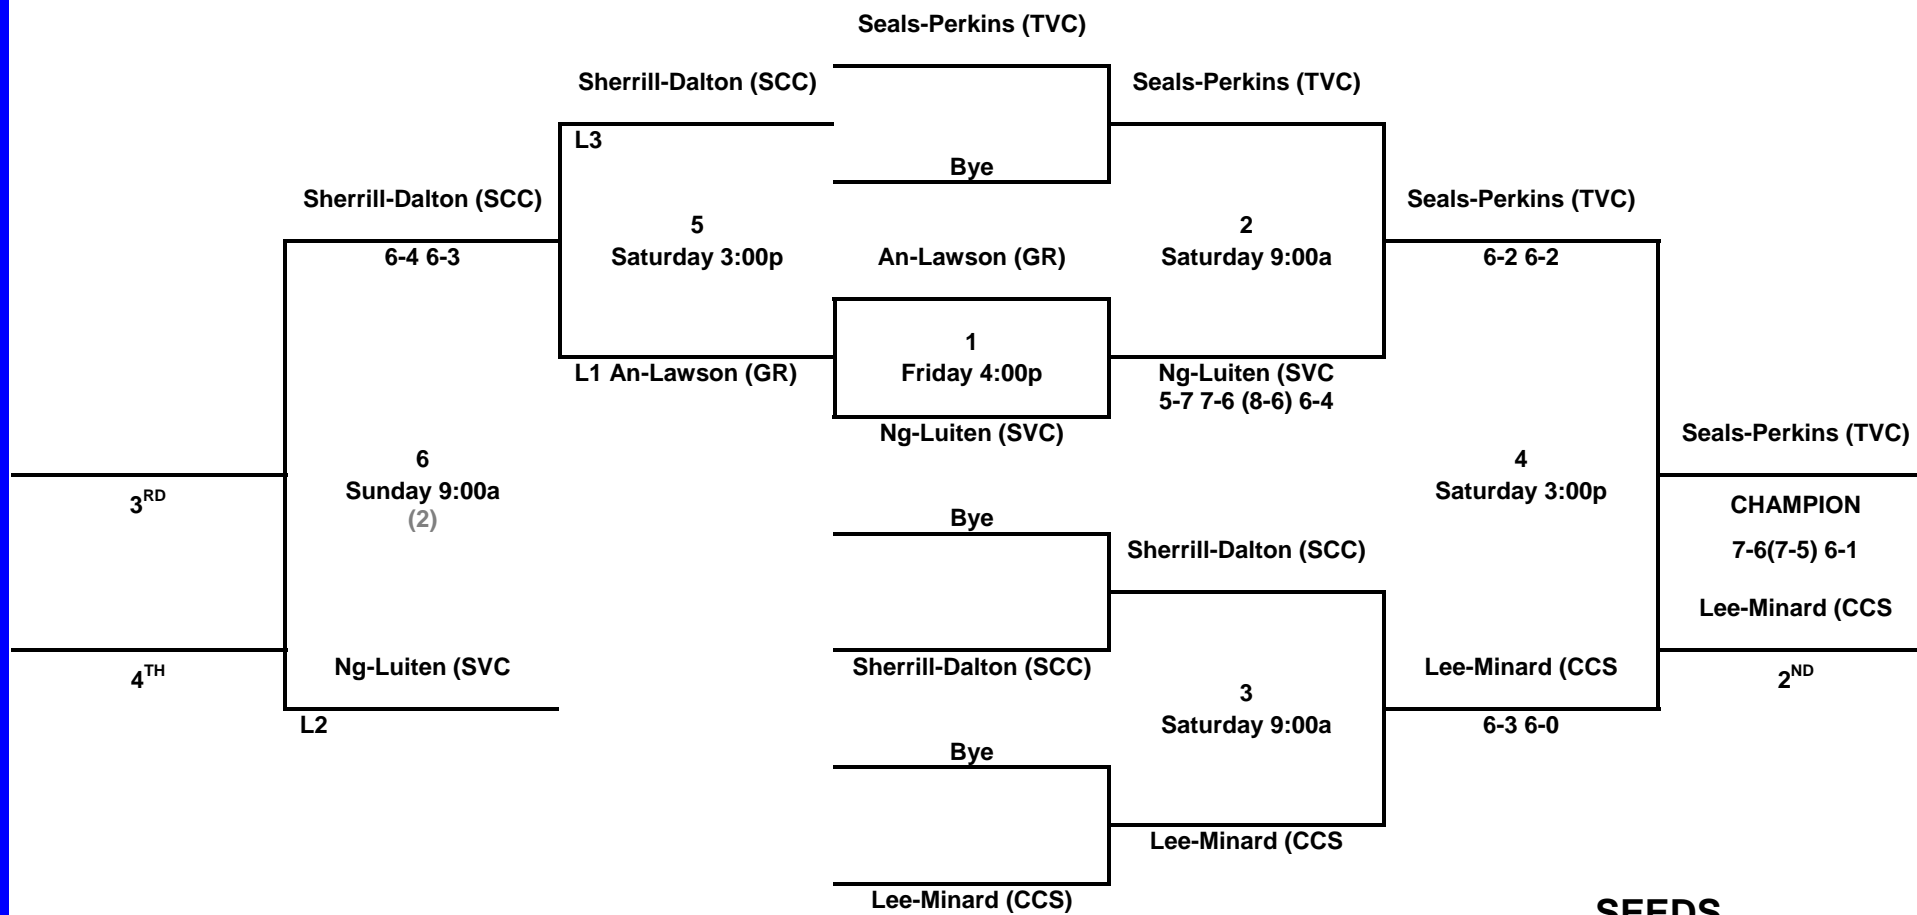 Seals-Perkins (TVC)
Sherrill-Dalton (SCC)
Seals-Perkins (TVC)
L3
Bye
Sherrill-Dalton (SCC)
Seals-Perkins (TVC)
5
Saturday 3:00p
6-4 6-3
An-Lawson (GR)
2
Saturday 9:00a
6-2 6-2
1
Friday 4:00p
L1 An-Lawson (GR)
Ng-Luiten (SVC
5-7 7-6 (8-6) 6-4
Ng-Luiten (SVC)
Seals-Perkins (TVC)
6
Sunday 9:00a
(2)
4
Saturday 3:00p
3RD
CHAMPION
7-6(7-5) 6-1
Bye
Sherrill-Dalton (SCC)
Lee-Minard (CCS
4TH
Ng-Luiten (SVC
Sherrill-Dalton (SCC)
Lee-Minard (CCS
2ND
3
Saturday 9:00a
L2
6-3 6-0
Bye
Lee-Minard (CCS
Lee-Minard (CCS)
SEEDS